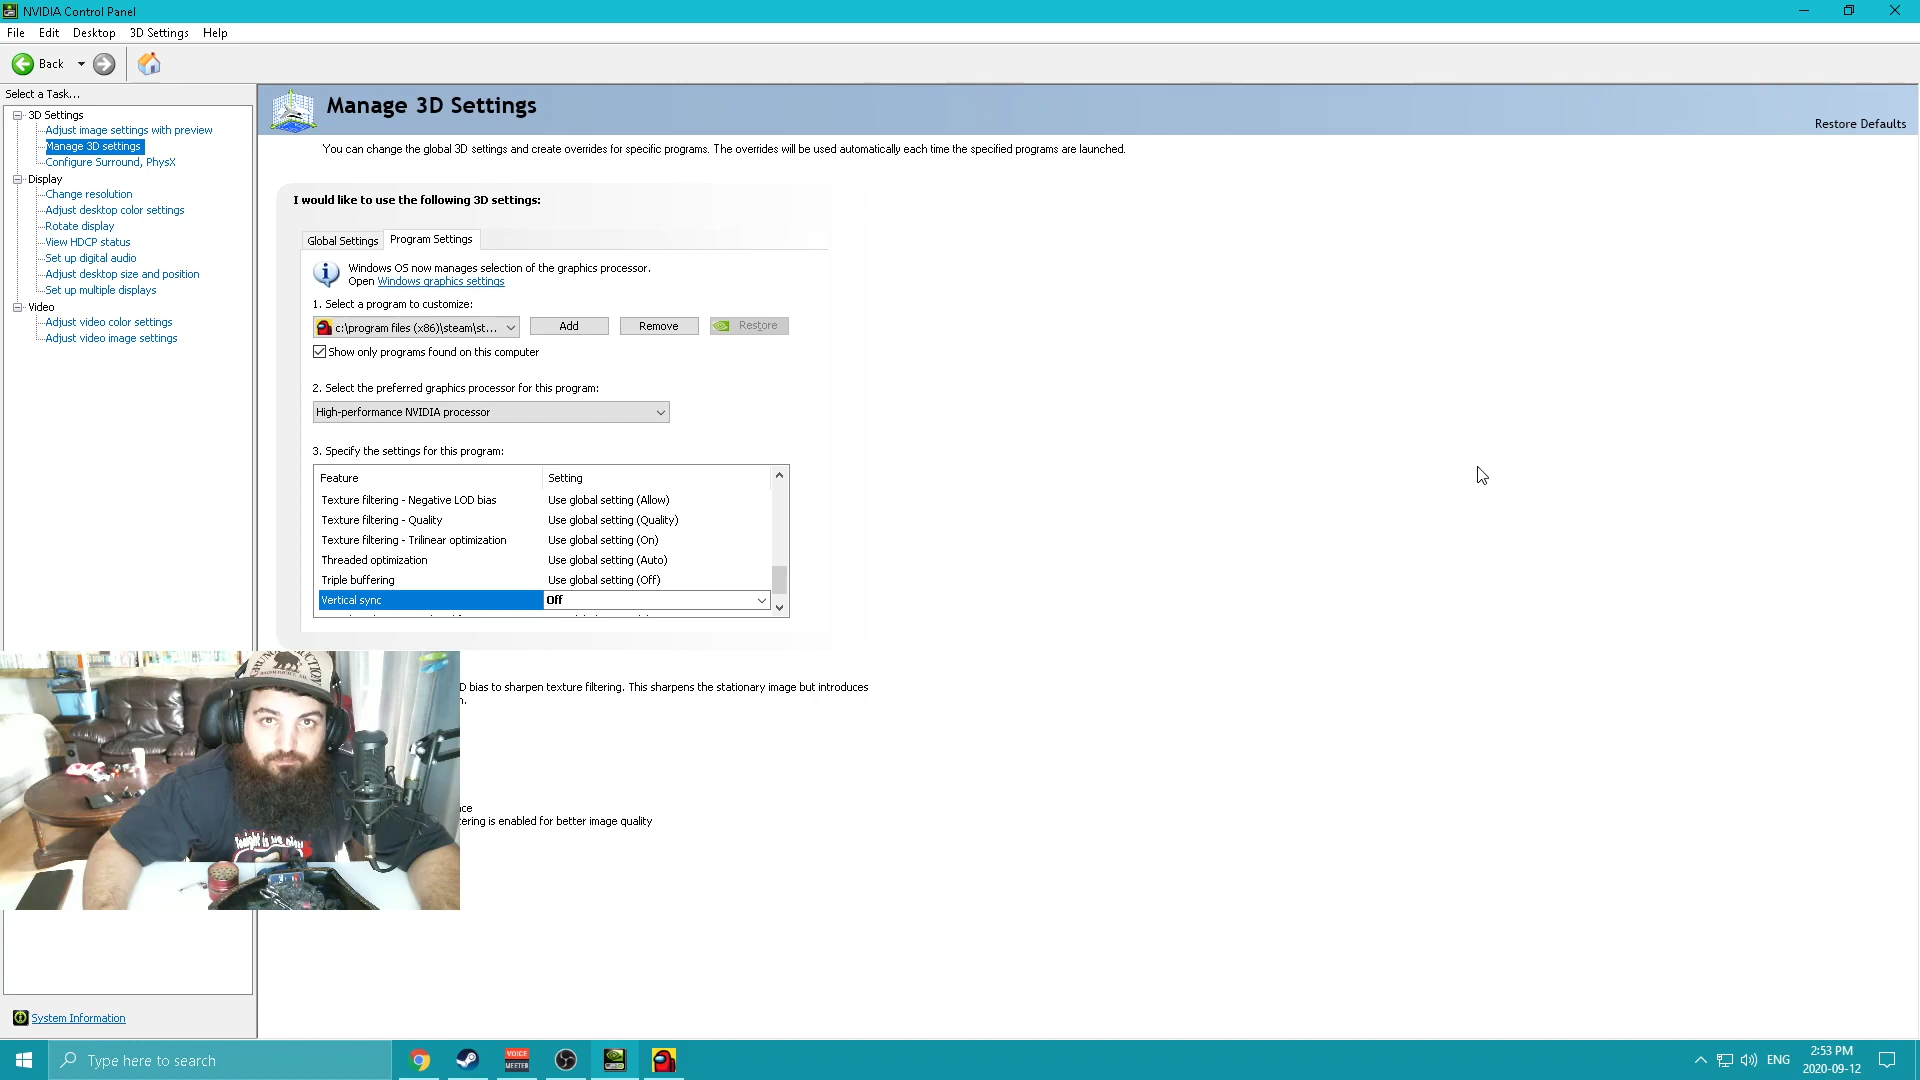 NVIDIA Control Panel
File Edit Desktop 3D Settings Help
Back
Select a Task...
3D Settings
Adjust image settings with preview
Manage 3D settings
Configure Surround, PhysX
Display
Change resolution
Adjust desktop color settings
Rotate display
View HDCP status
Set up digital audio
Adjust desktop size and position
Set up multiple displays
Video
Adjust video color settings
Adjust video image settings
System Information
Manage 3D Settings
Restore Defaults
You can change the global 3D settings and create overrides for specific programs. The overrides will be used automatically each time the specified programs are launched.
I would like to use the following 3D settings:
Global Settings Program Settings
Windows OS now manages selection of the graphics processor.
Open Windows graphics settings
1. Select a program to customize:
c:\program files (x86)\steam\st... Add Remove Restore
Show only programs found on this computer
2. Select the preferred graphics processor for this program:
High-performance NVIDIA processor
3. Specify the settings for this program:
Feature Setting
Texture filtering - Negative LOD bias Use global setting (Allow)
Texture filtering - Quality Use global setting (Quality)
Texture filtering - Trilinear optimization Use global setting (On)
Threaded optimization Use global setting (Auto)
Triple buffering Use global setting (Off)
Vertical sync Off
D bias to sharpen texture filtering. This sharpens the stationary image but introduces
tering is enabled for better image quality
Type here to search
VOICE
MEETER
ENG
2:53 PM
2020-09-12